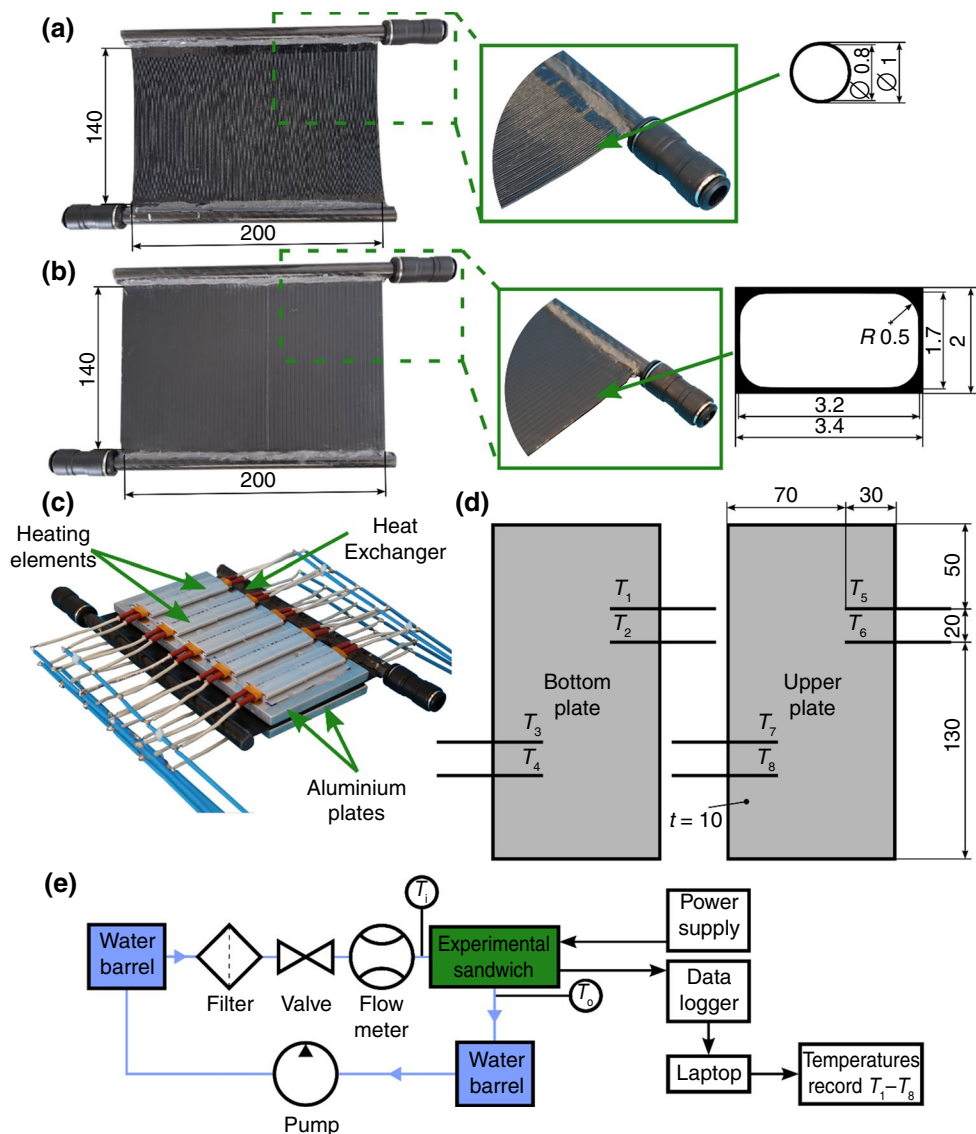 (a)
140
200
Ø 0.8
Ø 1
(b)
140
200
R 0.5
1.7
2
3.2
3.4
(c)
Heating
elements
Heat
Exchanger
Aluminium
plates
(d)
70
30
50
20
130
T1
T2
Bottom
plate
T3
T4
T5
T6
Upper
plate
T7
T8
t = 10
(e)
Water
barrel
Filter
Valve
Flow
meter
Ti
Experimental
sandwich
To
Power
supply
Data
logger
Laptop
Temperatures
record T1–T8
Water
barrel
Pump